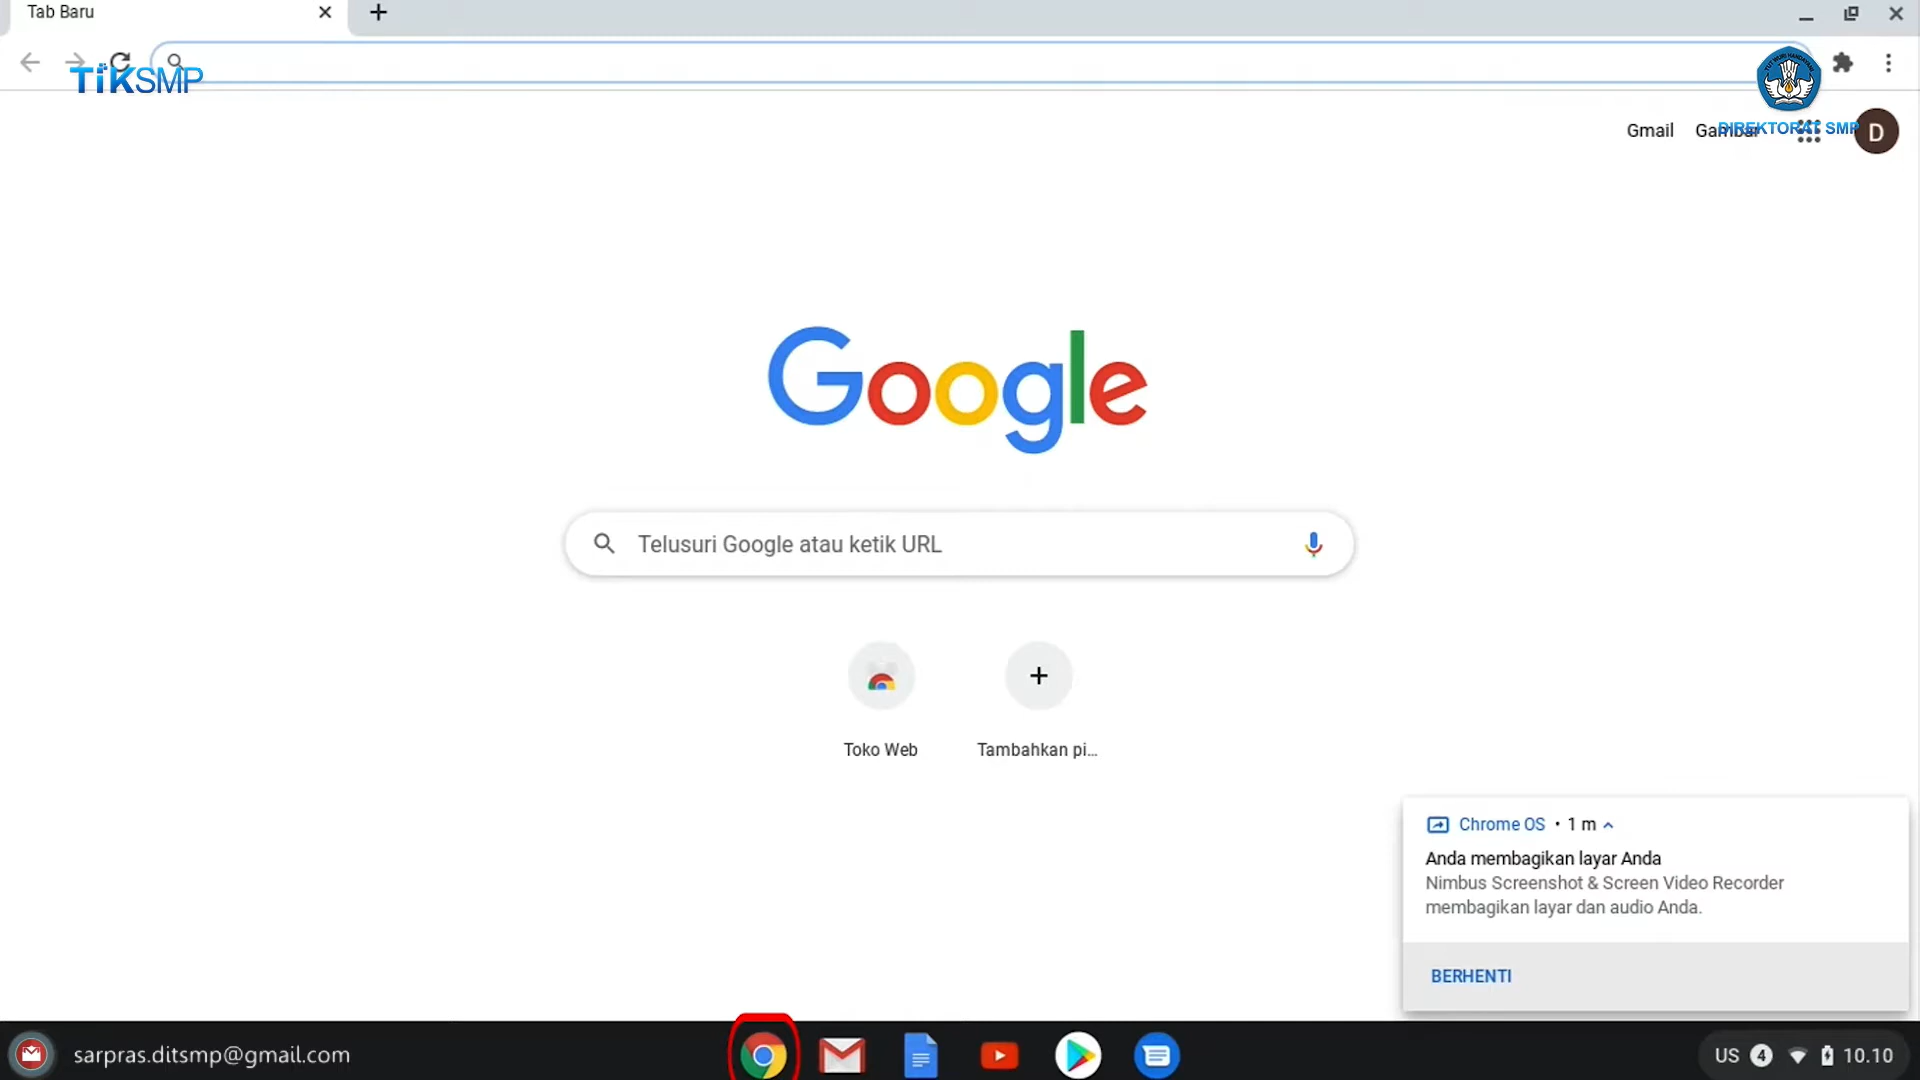 Tab Baru
TiKSMP
Gmail
Gambar
DIREKTORAT SMP
D
Google
Telusuri Google atau ketik URL
Toko Web
Tambahkan pi...
Chrome OS • 1 m
Anda membagikan layar Anda
Nimbus Screenshot & Screen Video Recorder
membagikan layar dan audio Anda.
BERHENTI
sarpras.ditsmp@gmail.com
US 4 10.10